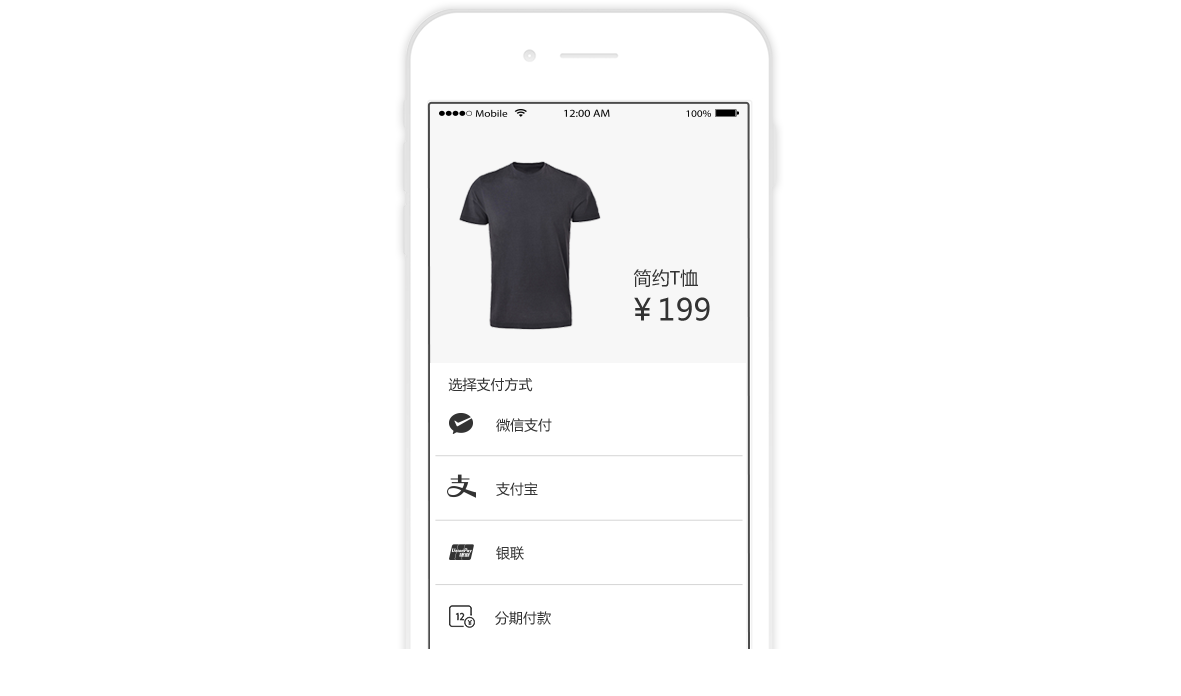 Mobile 12:00 AM 100%
简约T恤
¥ 199
选择支付方式
微信支付
支
支付宝
UnionPay
银联
银联
12
¥
分期付款